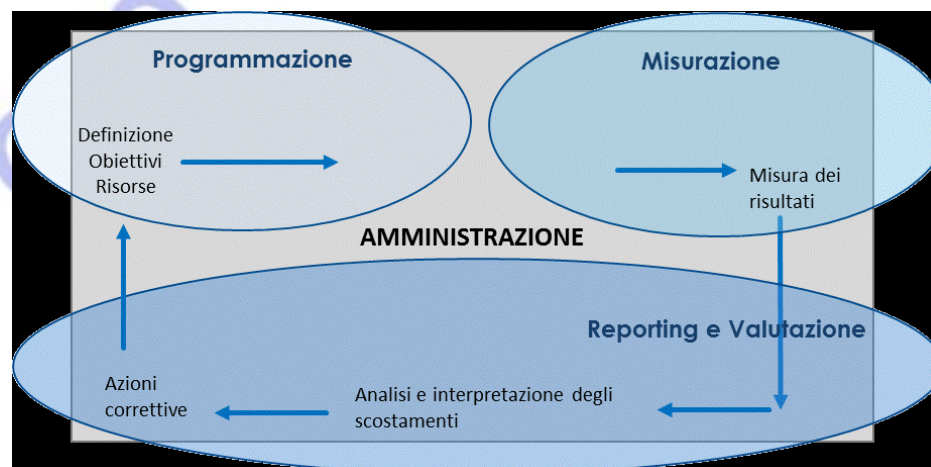 Programmazione
Misurazione
Definizione
Obiettivi
Risorse
Misura dei
risultati
AMMINISTRAZIONE
Reporting e Valutazione
Azioni
correttive
Analisi e interpretazione degli
scostamenti